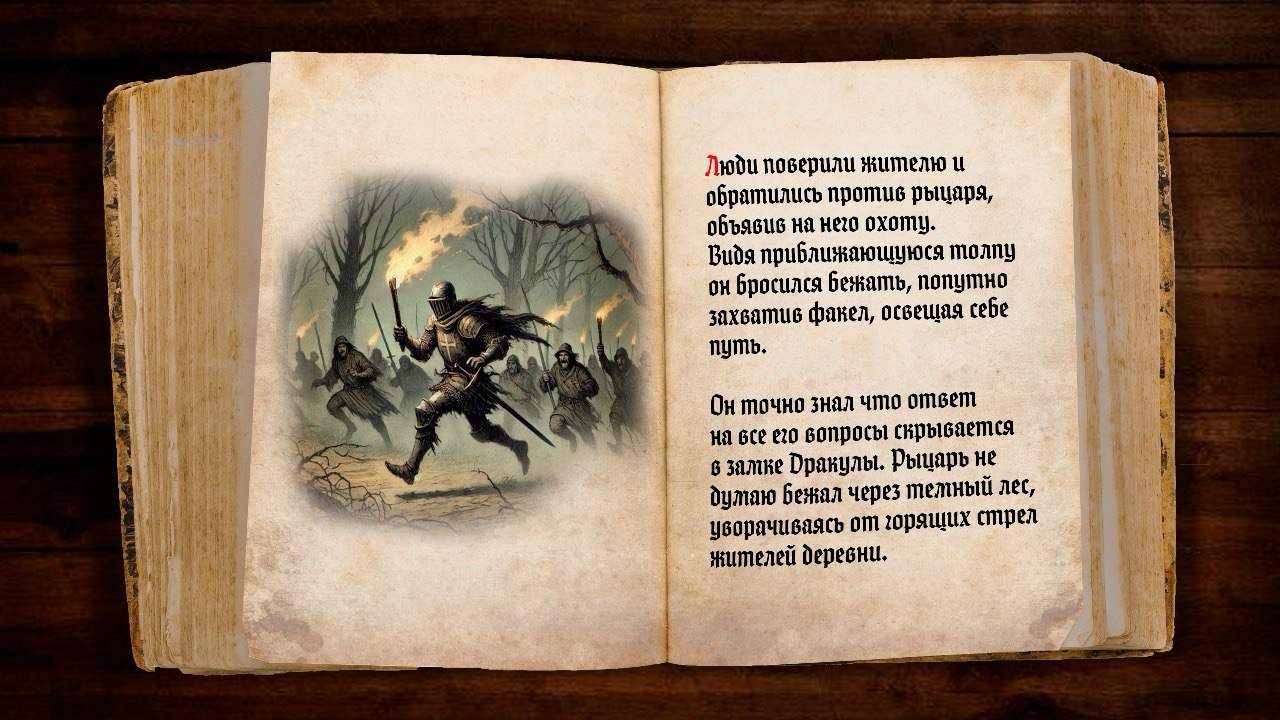 Люди поверили жителю и
обратились против рыцаря,
объявив на него охоту.
Видя приближающуюся толпу
он бросился бежать, попутно
захватив факел, освещая себе
путь.
Он точно знал что ответ
на все его вопросы скрывается
в замке Дракулы. Рыцарь не
думаю бежал через темный лес,
уворачиваясь от горящих стрел
жителей деревни.